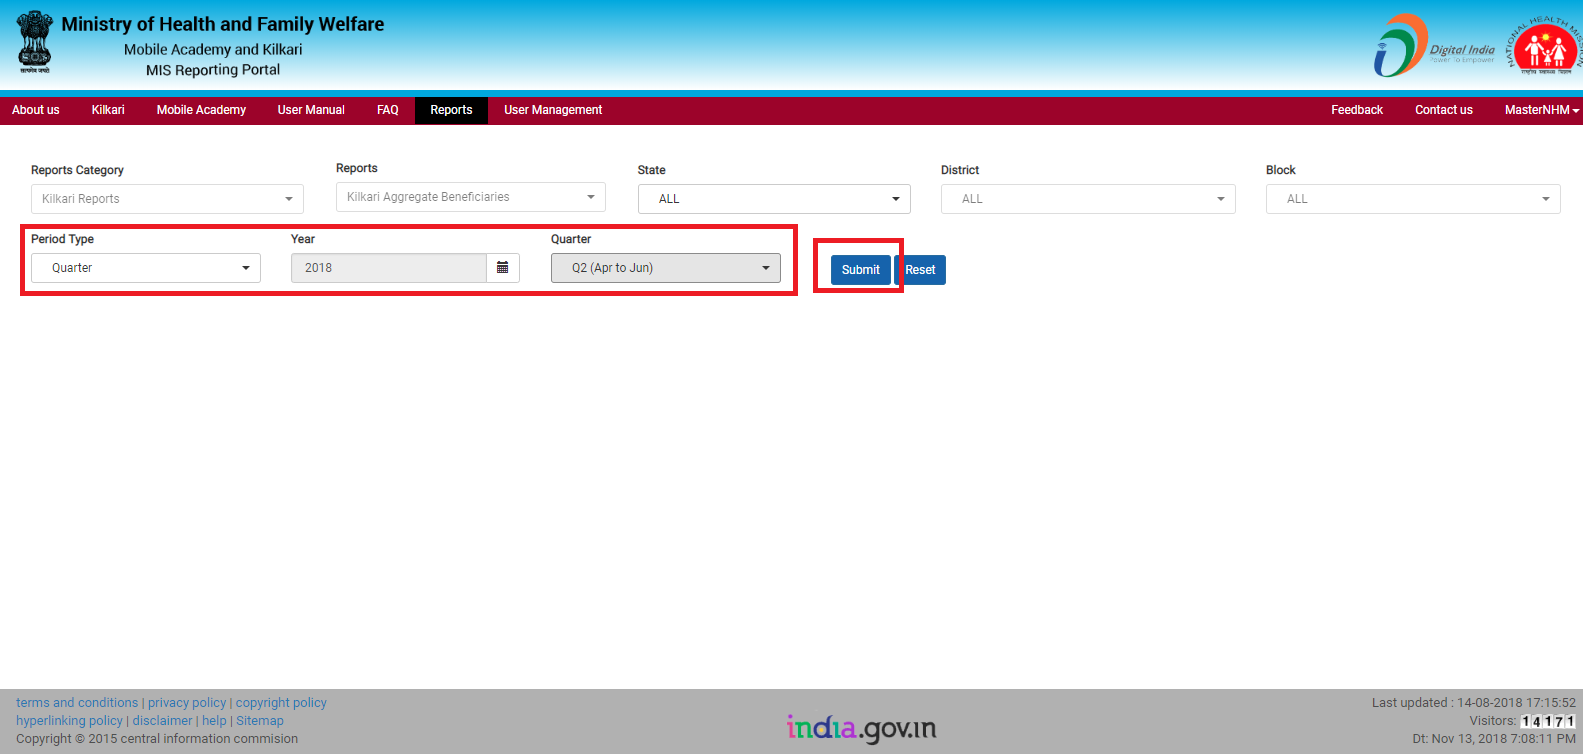 Ministry of Health and Family Welfare
Mobile Academy and Kilkari
MIS Reporting Portal
सत्यमेव जयते
Digital India
Power To Empower
NATIONAL HEALTH MISSION
राष्ट्रीय स्वास्थ्य मिशन
About us Kilkari Mobile Academy User Manual FAQ Reports User Management Feedback Contact us MasterNHM
Reports Category Reports State District Block
Kilkari Reports Kilkari Aggregate Beneficiaries ALL ALL ALL
Period Type Year Quarter
Quarter 2018 Q2 (Apr to Jun) Submit Reset
terms and conditions | privacy policy | copyright policy
hyperlinking policy | disclaimer | help | Sitemap
Copyright © 2015 central information commision
india.gov.in
Last updated : 14-08-2018 17:15:52
Visitors: 14171
Dt: Nov 13, 2018 7:08:11 PM